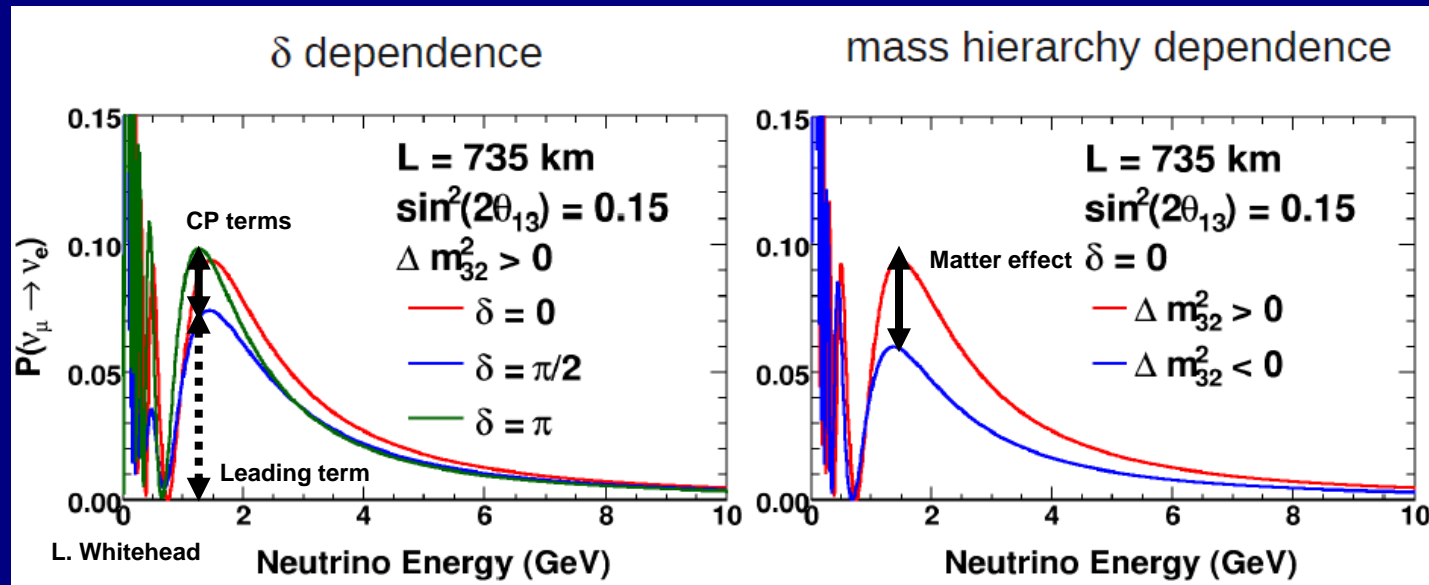 δ dependence
0.15
0.10
0.05
0.00
P(νμ → νe)
L = 735 km
sin²(2θ₁₃) = 0.15
Δ m²₃₂ > 0
δ = 0
δ = π/2
δ = π
CP terms
Leading term
0 2 4 6 8 10
Neutrino Energy (GeV)
L. Whitehead
mass hierarchy dependence
0.15
0.10
0.05
0.00
L = 735 km
sin²(2θ₁₃) = 0.15
δ = 0
Δ m²₃₂ > 0
Δ m²₃₂ < 0
Matter effect
0 2 4 6 8 10
Neutrino Energy (GeV)